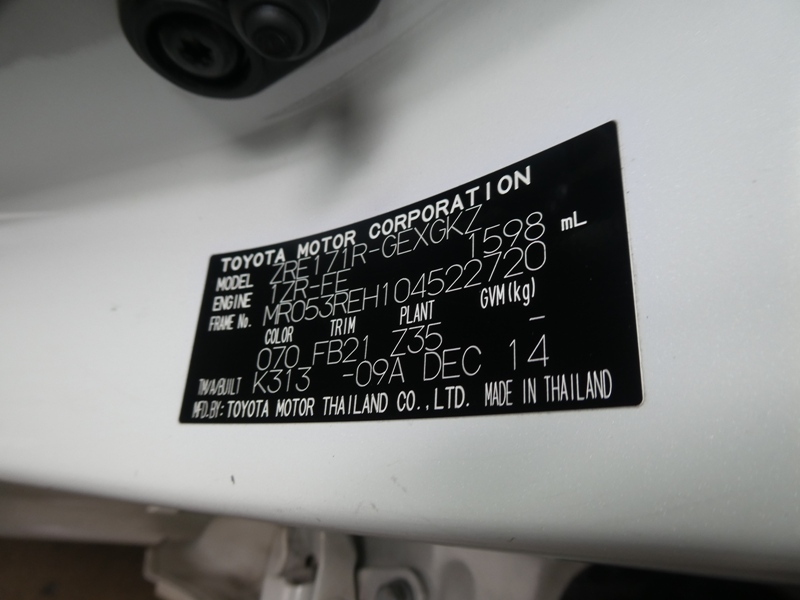 TOYOTA MOTOR CORPORATION
MODEL ZRE171R-GEXGKZ
ENGINE 1ZR-FE 1598 mL
FRAME No. MR053REH104522720
COLOR TRIM PLANT GVM(kg)
070 FB21 Z35 –
TM/A/BUILT K313 -09A DEC 14
MFD.BY: TOYOTA MOTOR THAILAND CO.,LTD. MADE IN THAILAND